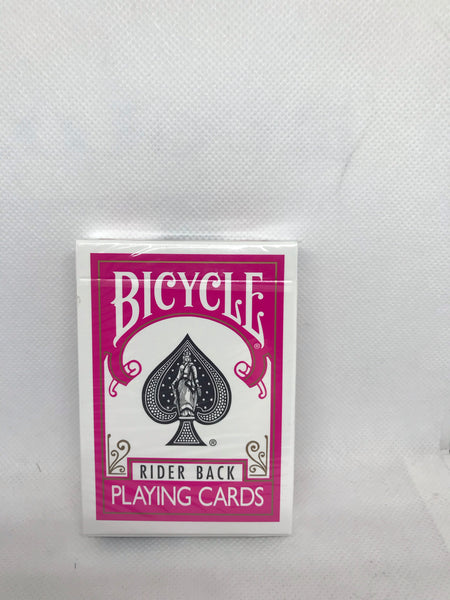 BICYCLE
®
®
RIDER BACK
PLAYING CARDS